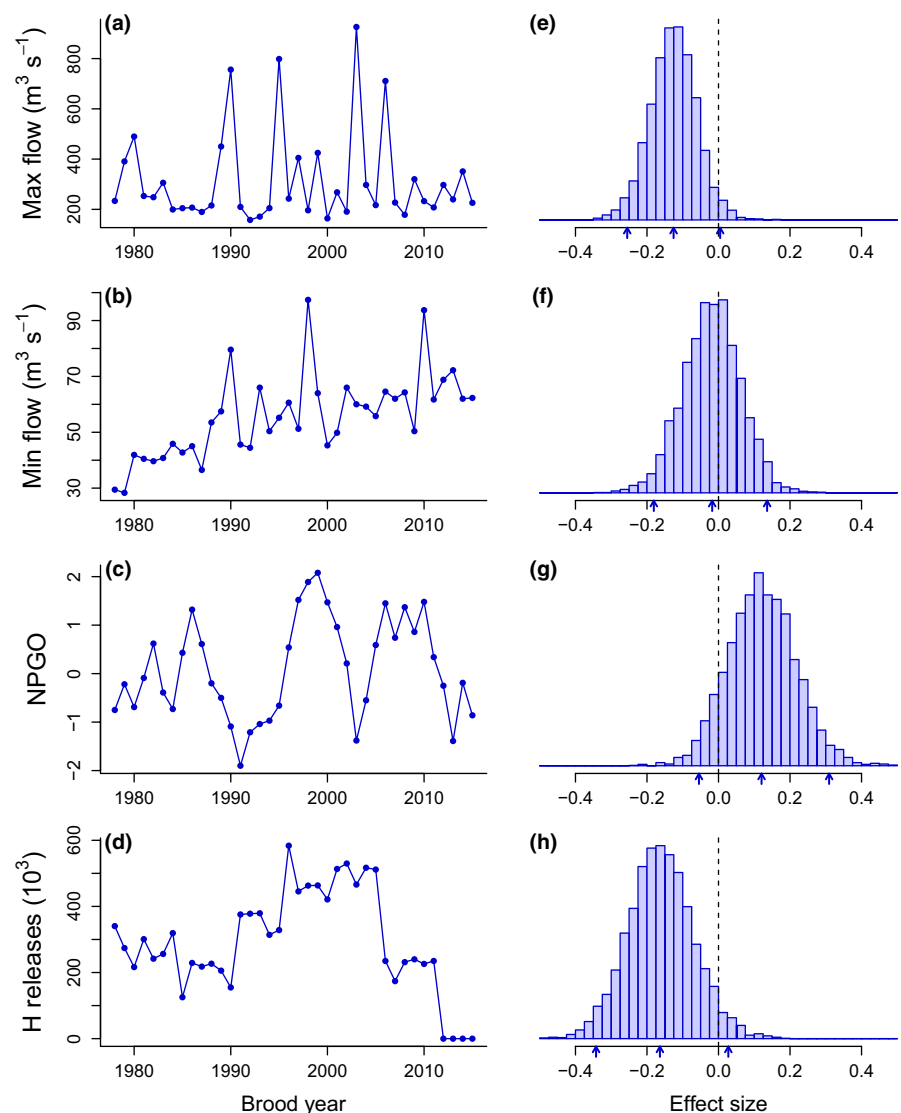 (a)
Max flow (m³ s⁻¹)
200 400 600 800
1980 1990 2000 2010
(e)
−0.4 −0.2 0.0 0.2 0.4
(b)
Min flow (m³ s⁻¹)
30 50 70 90
1980 1990 2000 2010
(f)
−0.4 −0.2 0.0 0.2 0.4
(c)
NPGO
−2 −1 0 1 2
1980 1990 2000 2010
(g)
−0.4 −0.2 0.0 0.2 0.4
(d)
H releases (10³)
0 200 400 600
1980 1990 2000 2010
Brood year
(h)
−0.4 −0.2 0.0 0.2 0.4
Effect size